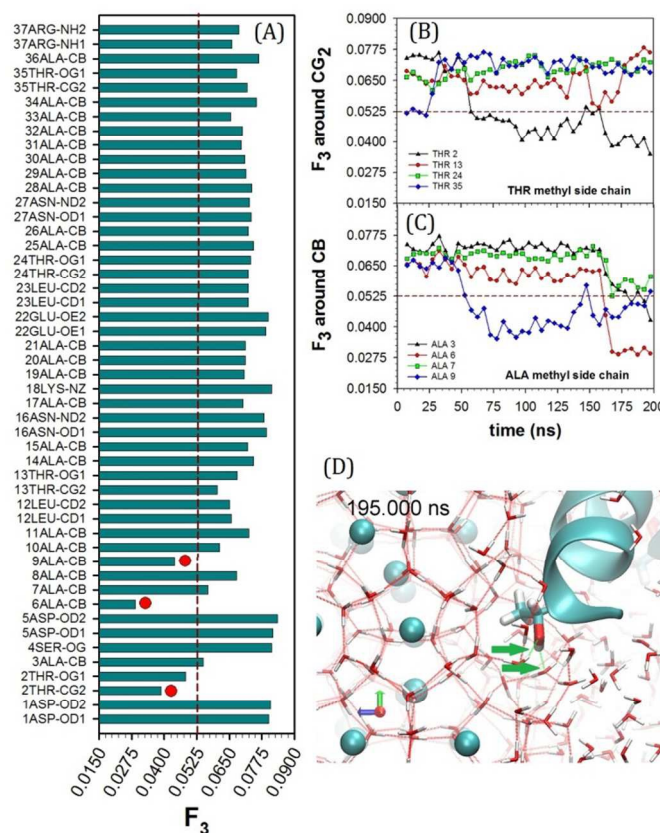 (A)
37ARG-NH2
37ARG-NH1
36ALA-CB
35THR-OG1
35THR-CG2
34ALA-CB
33ALA-CB
32ALA-CB
31ALA-CB
30ALA-CB
29ALA-CB
28ALA-CB
27ASN-ND2
27ASN-OD1
26ALA-CB
25ALA-CB
24THR-OG1
24THR-CG2
23LEU-CD2
23LEU-CD1
22GLU-OE2
22GLU-OE1
21ALA-CB
20ALA-CB
19ALA-CB
18LYS-NZ
17ALA-CB
16ASN-ND2
16ASN-OD1
15ALA-CB
14ALA-CB
13THR-OG1
13THR-CG2
12LEU-CD2
12LEU-CD1
11ALA-CB
10ALA-CB
9ALA-CB
8ALA-CB
7ALA-CB
6ALA-CB
5ASP-OD2
5ASP-OD1
4SER-OG
3ALA-CB
2THR-OG1
2THR-CG2
1ASP-OD2
1ASP-OD1
0.0150 0.0275 0.0400 0.0525 0.0650 0.0775 0.0900
F3
(B)
F3 around CG2
0.0900
0.0775
0.0650
0.0525
0.0400
0.0275
0.0150
THR 2
THR 13
THR 24
THR 35
THR methyl side chain
(C)
F3 around CB
0.0775
0.0650
0.0525
0.0400
0.0275
0.0150
ALA 3
ALA 6
ALA 7
ALA 9
ALA methyl side chain
0 25 50 75 100 125 150 175 200
time (ns)
(D)
195.000 ns